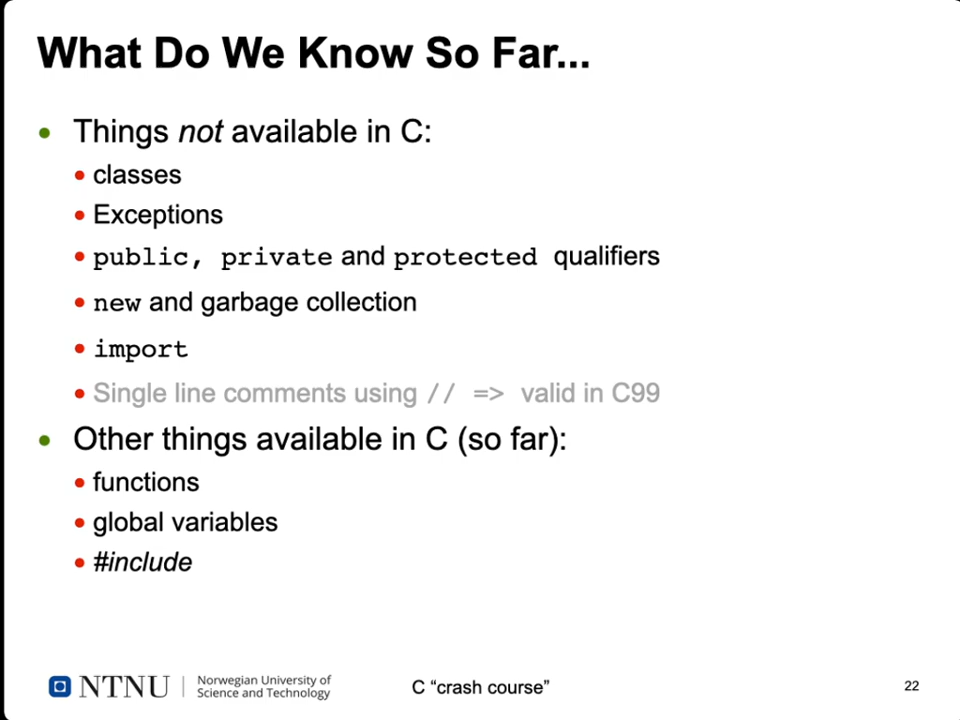 What Do We Know So Far...
• Things not available in C:
• classes
• Exceptions
• public, private and protected qualifiers
• new and garbage collection
• import
• Single line comments using // => valid in C99
• Other things available in C (so far):
• functions
• global variables
• #include
NTNU
Norwegian University of
Science and Technology
C “crash course”
22